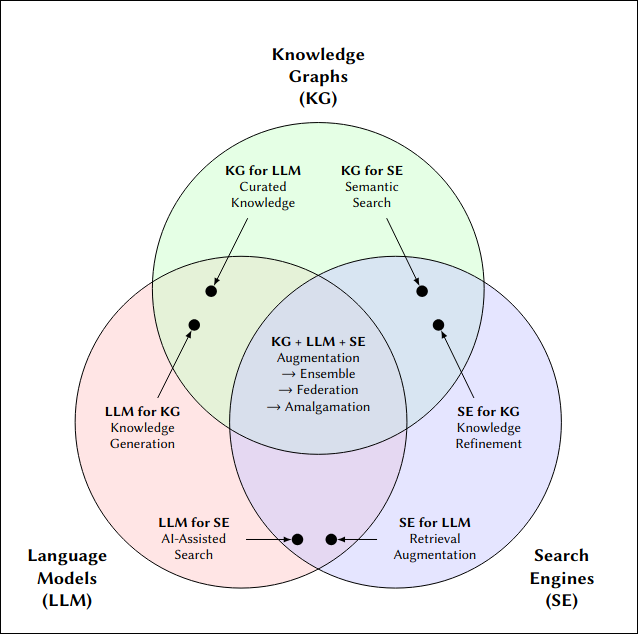 Knowledge
Graphs
(KG)
KG for LLM
Curated
Knowledge
KG for SE
Semantic
Search
KG + LLM + SE
Augmentation
→ Ensemble
→ Federation
→ Amalgamation
LLM for KG
Knowledge
Generation
SE for KG
Knowledge
Refinement
LLM for SE
AI-Assisted
Search
SE for LLM
Retrieval
Augmentation
Language
Models
(LLM)
Search
Engines
(SE)